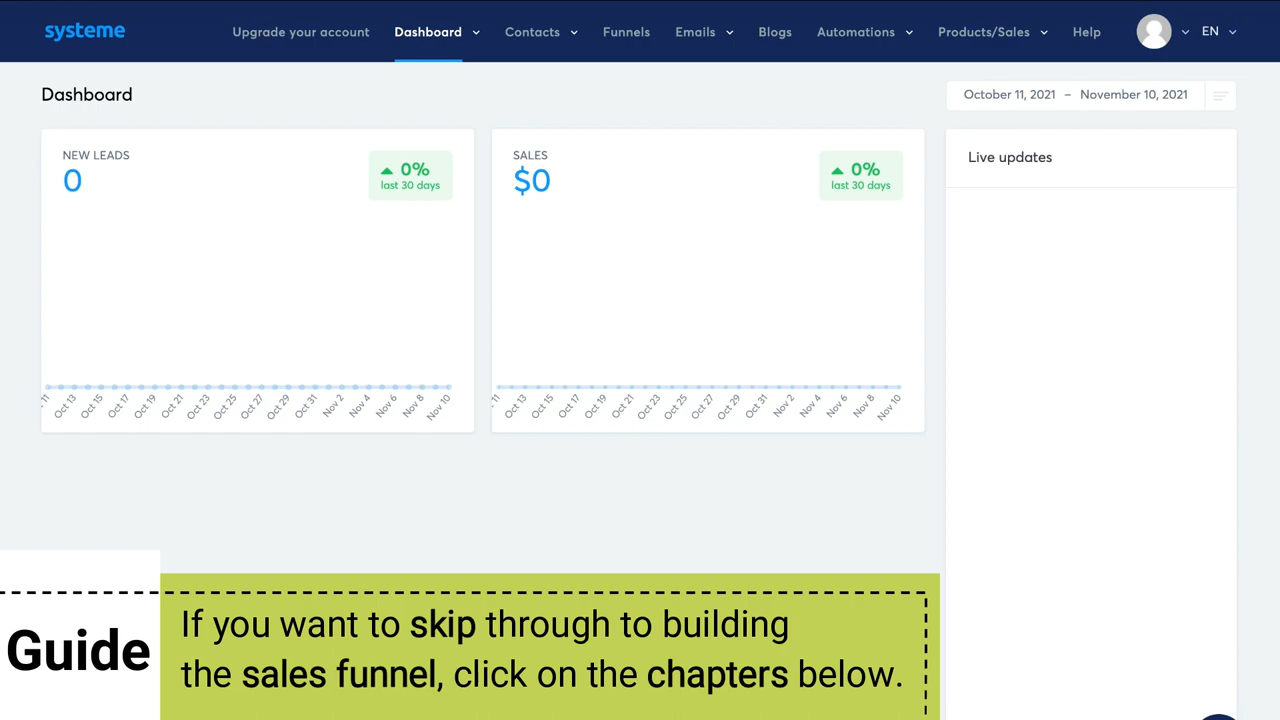 systeme
Upgrade your account Dashboard Contacts Funnels Emails Blogs Automations Products/Sales Help EN
Dashboard
October 11, 2021 – November 10, 2021
NEW LEADS
0
0%
last 30 days
SALES
$0
0%
last 30 days
Live updates
11 Oct 13 Oct 15 Oct 17 Oct 19 Oct 21 Oct 23 Oct 25 Oct 27 Oct 29 Oct 31 Nov 2 Nov 4 Nov 6 Nov 8 Nov 10
11 Oct 13 Oct 15 Oct 17 Oct 19 Oct 21 Oct 23 Oct 25 Oct 27 Oct 29 Oct 31 Nov 2 Nov 4 Nov 6 Nov 8 Nov 10
Guide
If you want to skip through to building
the sales funnel, click on the chapters below.